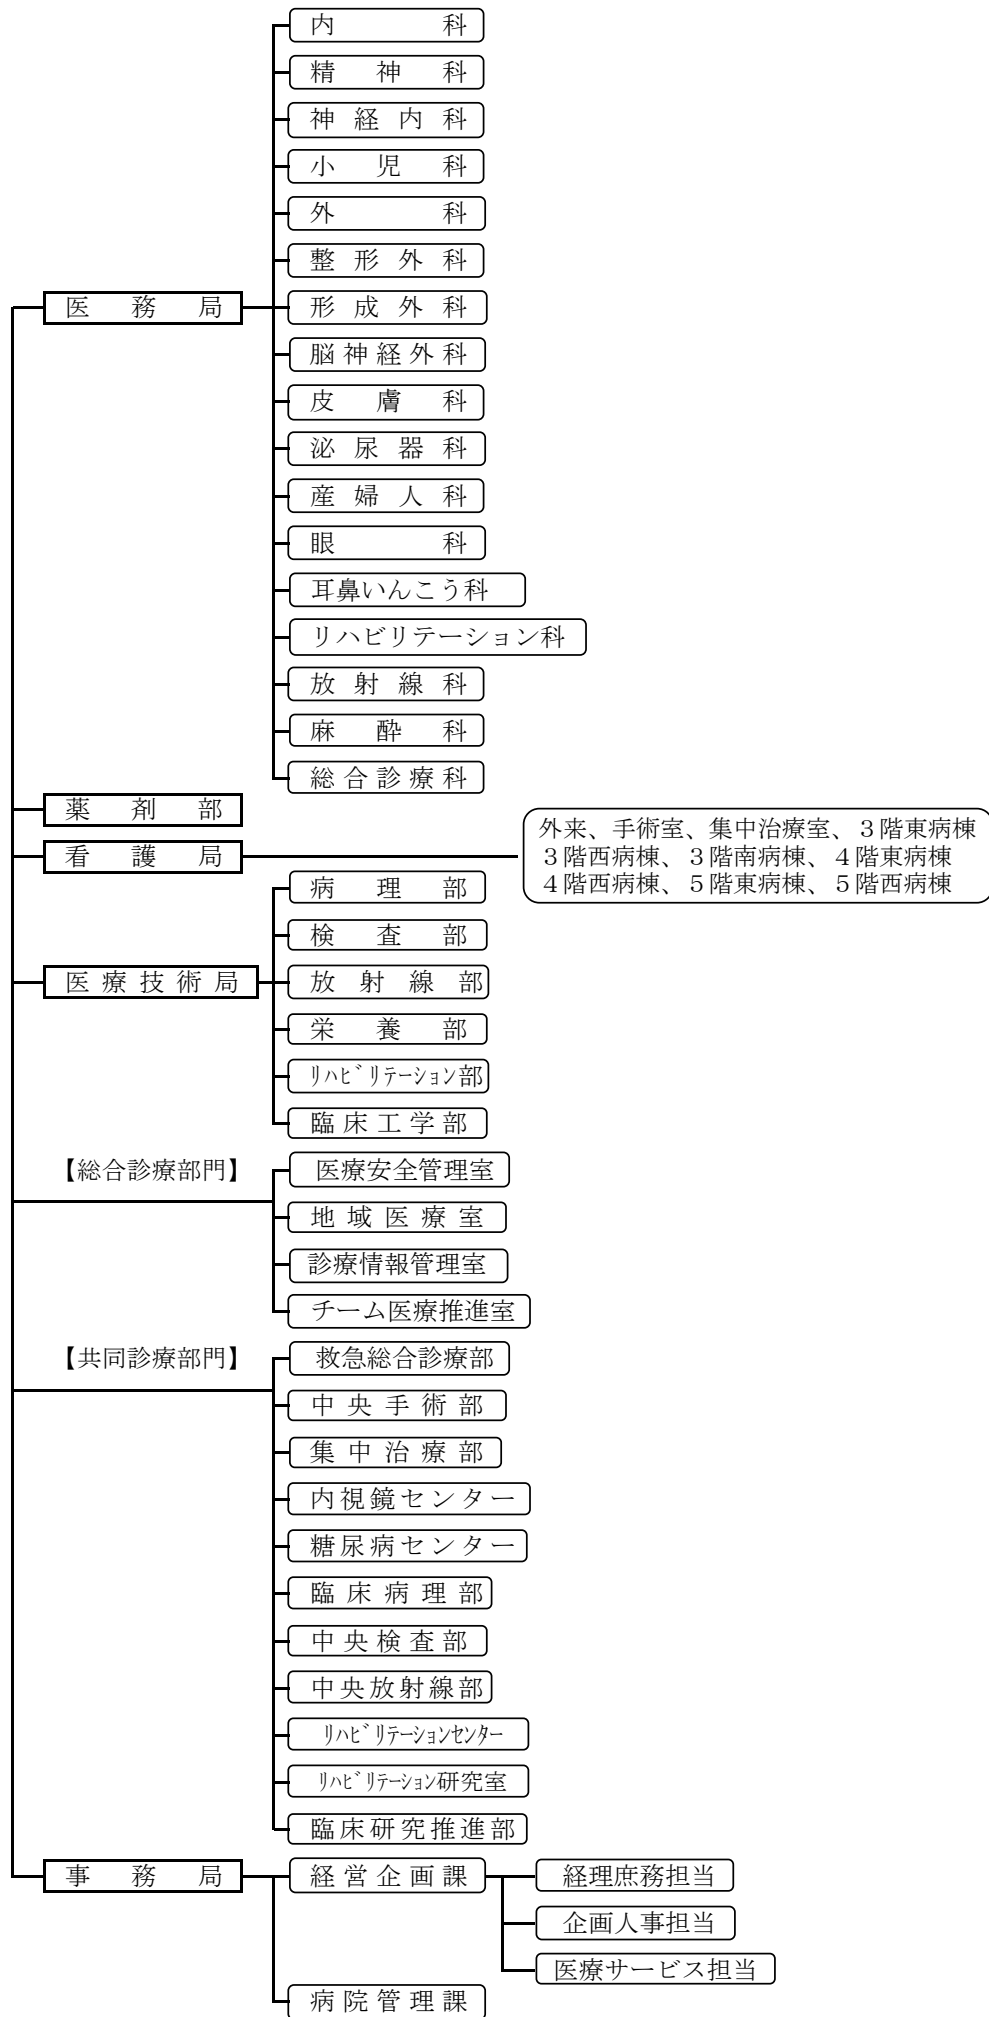 内科
精神科
神経内科
小児科
外科
整形外科
医務局
形成外科
脳神経外科
皮膚科
泌尿器科
産婦人科
眼科
耳鼻いんこう科
リハビリテーション科
放射線科
麻酔科
総合診療科
薬剤部
看護局
外来、手術室、集中治療室、３階東病棟
３階西病棟、３階南病棟、４階東病棟
４階西病棟、５階東病棟、５階西病棟
病理部
検査部
医療技術局
放射線部
栄養部
ﾘﾊﾋﾞﾘﾃｰｼｮﾝ部
臨床工学部
【総合診療部門】
医療安全管理室
地域医療室
診療情報管理室
チーム医療推進室
【共同診療部門】
救急総合診療部
中央手術部
集中治療部
内視鏡センター
糖尿病センター
臨床病理部
中央検査部
中央放射線部
ﾘﾊﾋﾞﾘﾃｰｼｮﾝｾﾝﾀｰ
ﾘﾊﾋﾞﾘﾃｰｼｮﾝ研究室
臨床研究推進部
事務局
経営企画課
経理庶務担当
企画人事担当
医療サービス担当
病院管理課